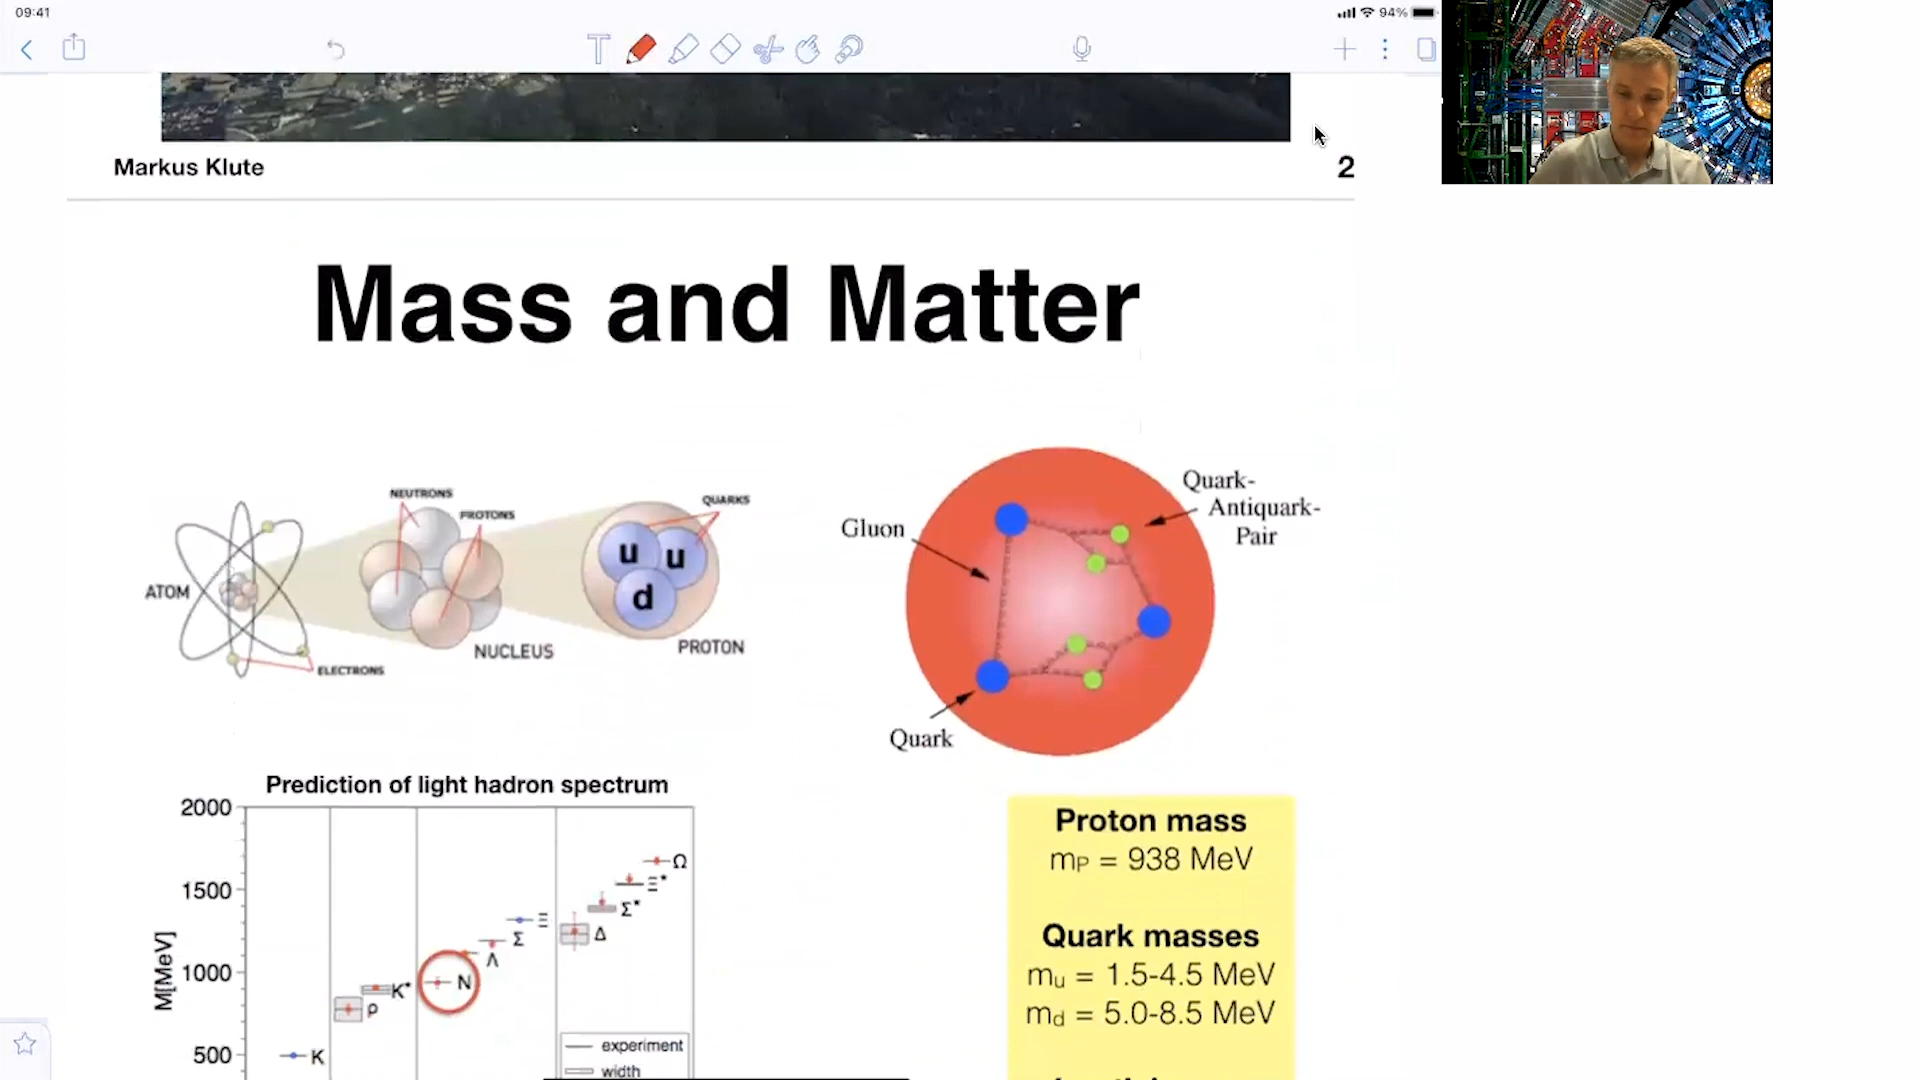 09:41
94%
T
Markus Klute
2
Mass and Matter
NEUTRONS
PROTONS
QUARKS
u
u
d
ATOM
NUCLEUS
PROTON
ELECTRONS
Gluon
Quark-
Antiquark-
Pair
Quark
Prediction of light hadron spectrum
2000
1500
1000
500
M[MeV]
K
ρ
K*
N
Λ
Σ
Ξ
Δ
Σ*
Ξ*
Ω
experiment
width
Proton mass
mP = 938 MeV
Quark masses
mu = 1.5-4.5 MeV
md = 5.0-8.5 MeV